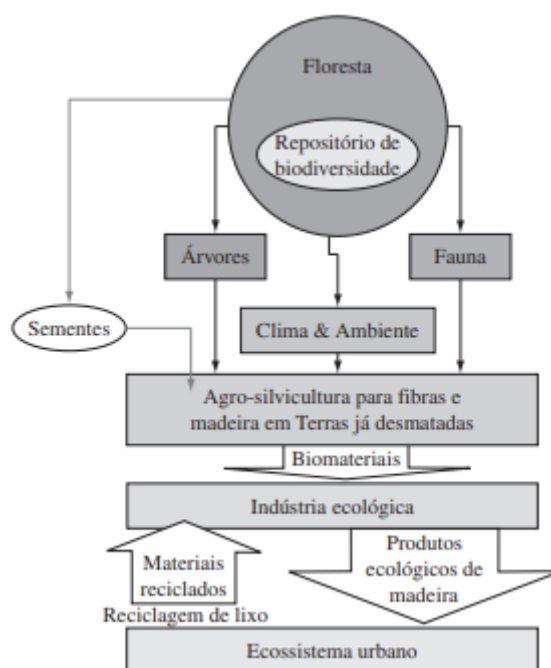 Floresta
Repositório de
biodiversidade
Árvores
Fauna
Sementes
Clima & Ambiente
Agro-silvicultura para fibras e
madeira em Terras já desmatadas
Biomateriais
Indústria ecológica
Materiais
reciclados
Reciclagem de lixo
Produtos
ecológicos de
madeira
Ecossistema urbano